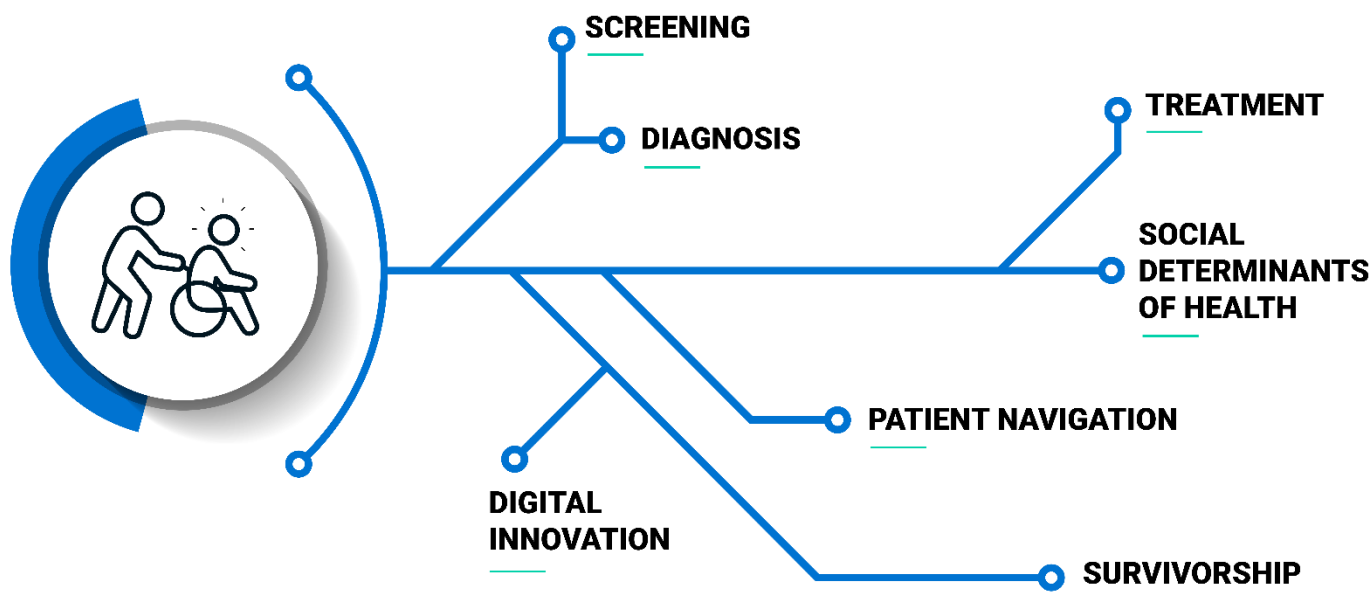 SCREENING
DIAGNOSIS
TREATMENT
SOCIAL
DETERMINANTS
OF HEALTH
PATIENT NAVIGATION
DIGITAL
INNOVATION
SURVIVORSHIP